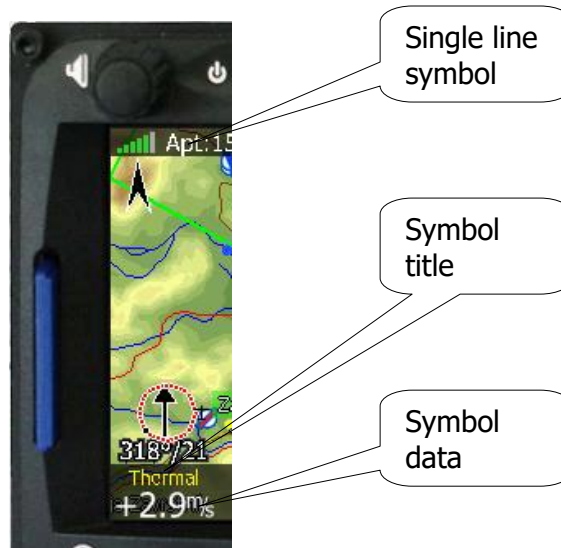 Single line
symbol
Apt:15
Symbol
title
318°/21
Thermal
+2.9m/s
Symbol
data